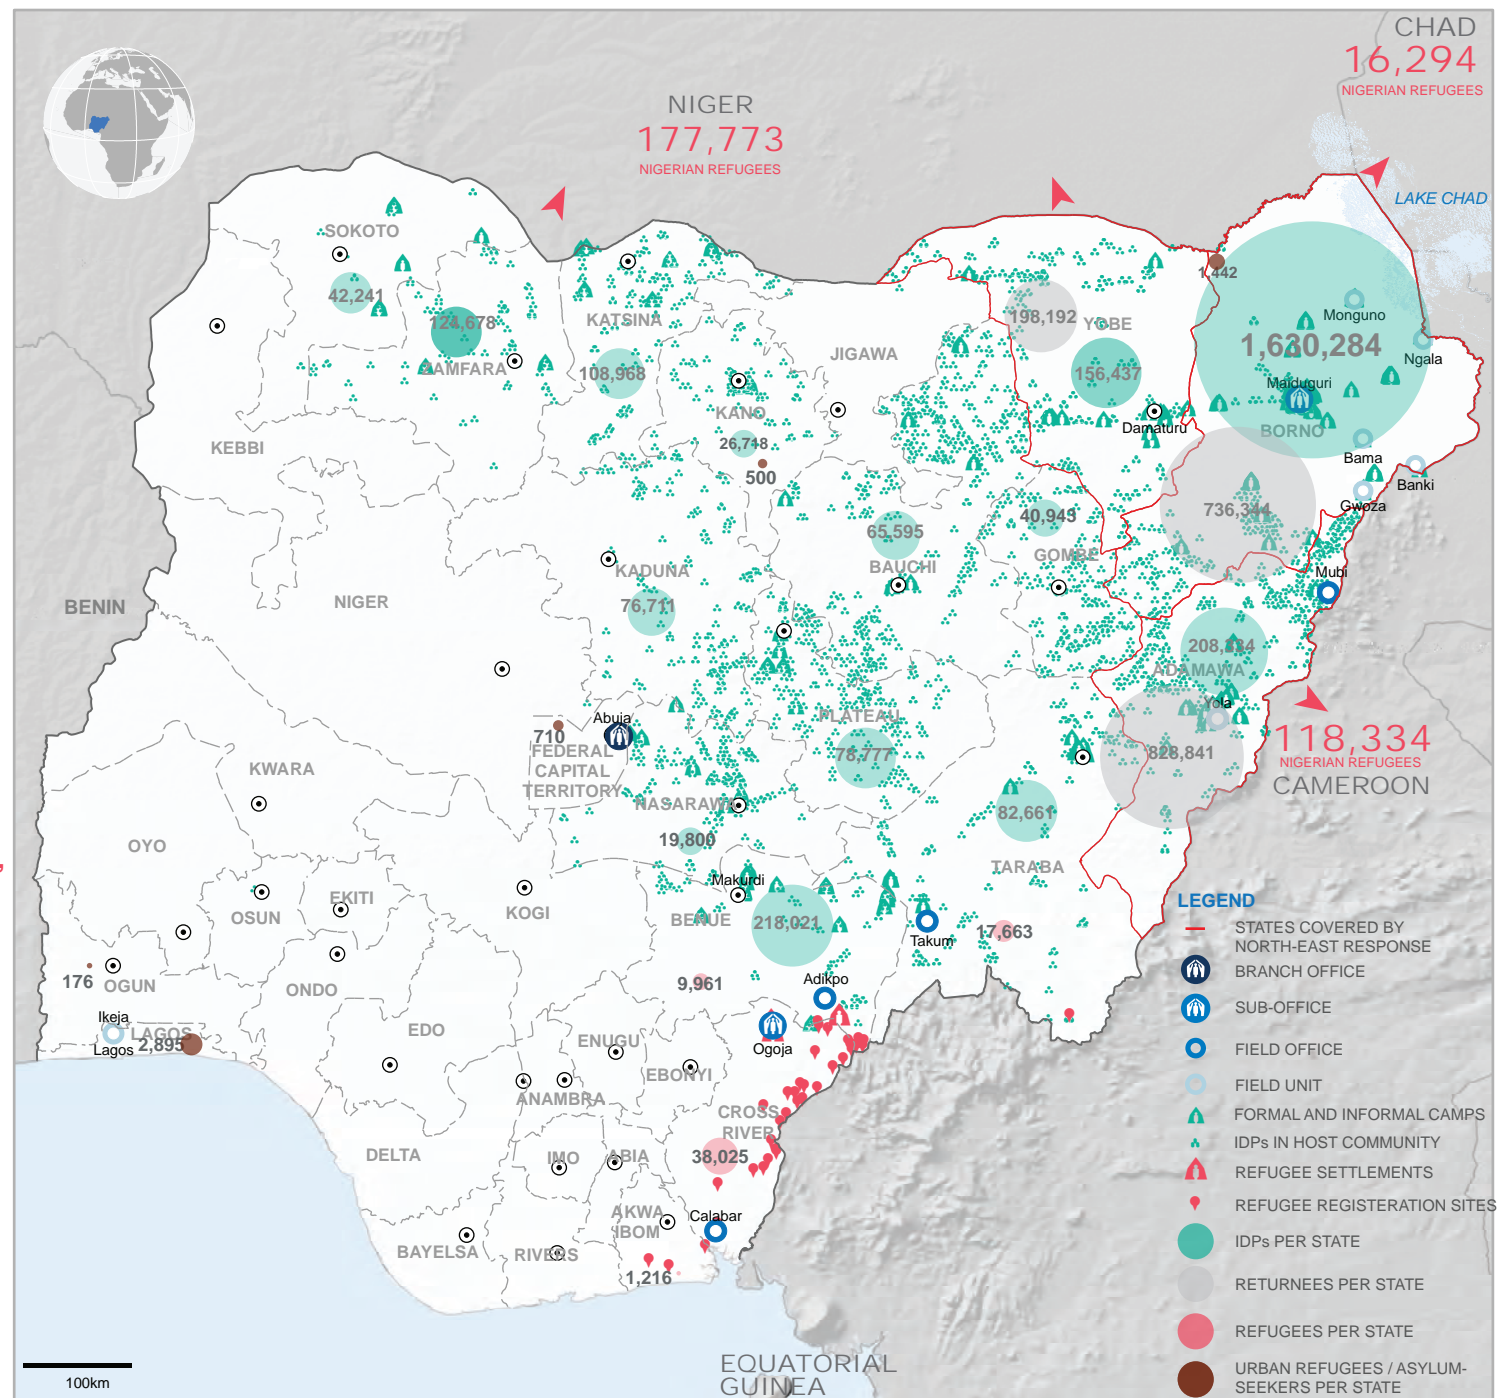 CHAD
16,294
NIGERIAN REFUGEES
NIGER
177,773
NIGERIAN REFUGEES
LAKE CHAD
SOKOTO
42,241
124,678
ZAMFARA
KATSINA
108,968
KANO
26,718
500
JIGAWA
198,192
YOBE
156,437
Damaturu
1,442
1,630,284
Monguno
Ngala
Maiduguri
BORNO
Bama
Banki
Gwoza
736,344
KEBBI
BENIN
NIGER
KADUNA
76,711
65,595
BAUCHI
40,943
GOMBE
Mubi
208,334
ADAMAWA
Yola
828,841
118,334
NIGERIAN REFUGEES
CAMEROON
Abuja
710
FEDERAL
CAPITAL
TERRITORY
PLATEAU
78,777
NASARAWA
19,800
KWARA
OYO
OSUN
EKITI
KOGI
Makurdi
BENUE
218,021
9,961
82,661
TARABA
Takum
17,663
Adikpo
176
OGUN
ONDO
Ikeja
LAGOS
Lagos
2,895
EDO
ENUGU
Ogoja
EBONYI
ANAMBRA
CROSS
RIVER
38,025
DELTA
IMO
ABIA
AKWA
IBOM
Calabar
BAYELSA
RIVERS
1,216
EQUATORIAL
GUINEA
100km
LEGEND
STATES COVERED BY
NORTH-EAST RESPONSE
BRANCH OFFICE
SUB-OFFICE
FIELD OFFICE
FIELD UNIT
FORMAL AND INFORMAL CAMPS
IDPs IN HOST COMMUNITY
REFUGEE SETTLEMENTS
REFUGEE REGISTERATION SITES
IDPs PER STATE
RETURNEES PER STATE
REFUGEES PER STATE
URBAN REFUGEES / ASYLUM-
SEEKERS PER STATE